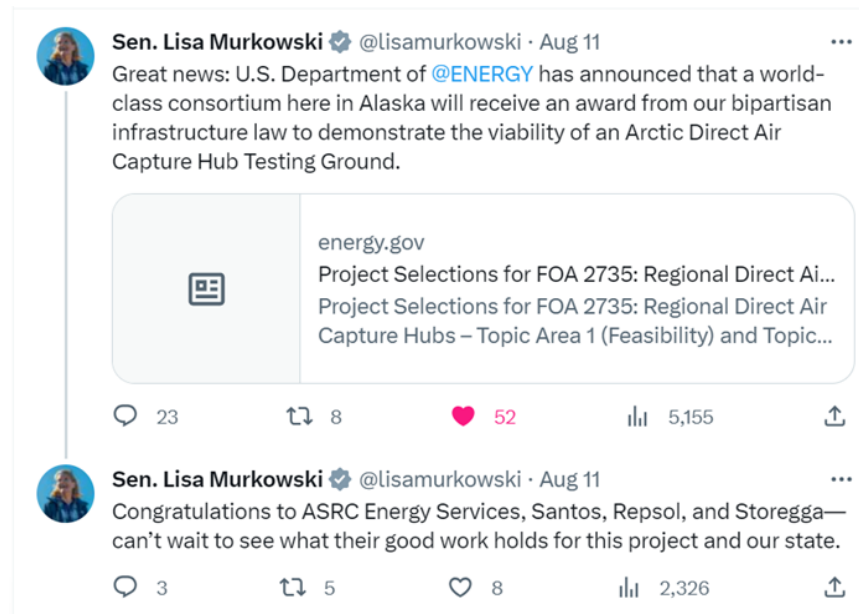 Sen. Lisa Murkowski @lisamurkowski · Aug 11 ...
Great news: U.S. Department of @ENERGY has announced that a world-
class consortium here in Alaska will receive an award from our bipartisan
infrastructure law to demonstrate the viability of an Arctic Direct Air
Capture Hub Testing Ground.
energy.gov
Project Selections for FOA 2735: Regional Direct Ai...
Project Selections for FOA 2735: Regional Direct Air
Capture Hubs – Topic Area 1 (Feasibility) and Topic...
23 8 52 5,155
Sen. Lisa Murkowski @lisamurkowski · Aug 11 ...
Congratulations to ASRC Energy Services, Santos, Repsol, and Storegga—
can’t wait to see what their good work holds for this project and our state.
3 5 8 2,326